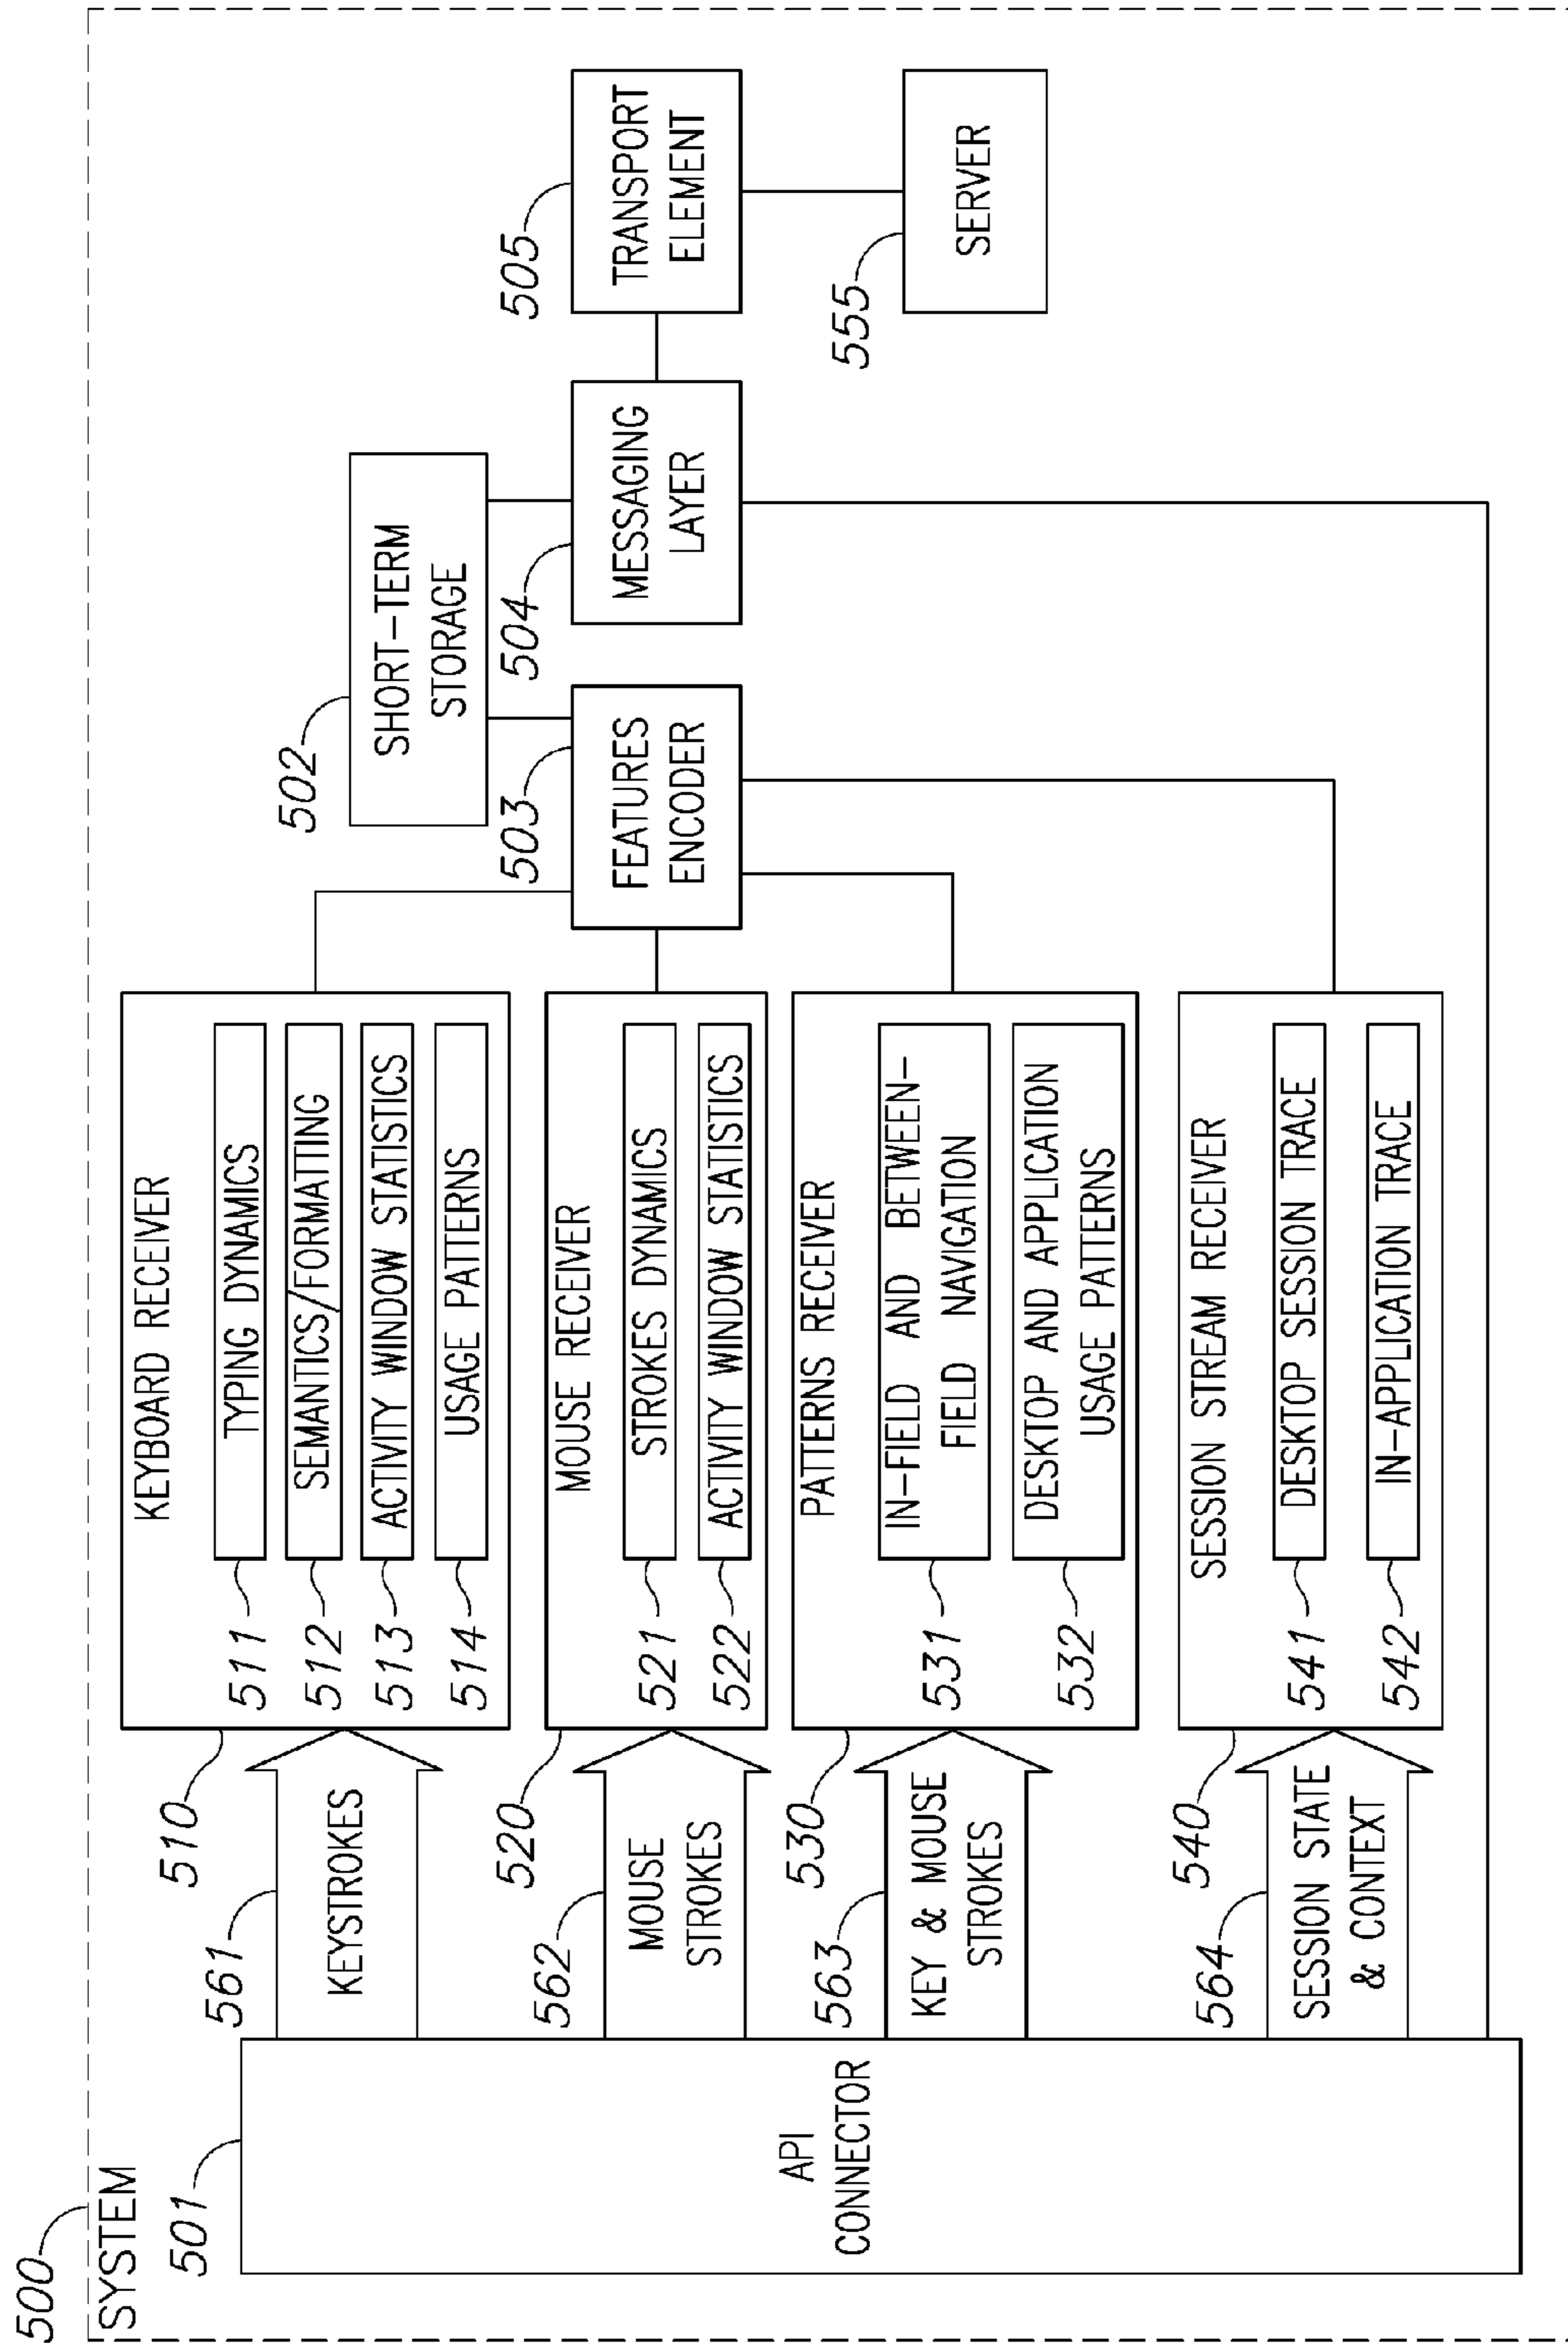 500
SYSTEM
501
API
CONNECTOR
561
KEYSTROKES
562
MOUSE
STROKES
563
KEY & MOUSE
STROKES
564
SESSION STATE
& CONTEXT
510
KEYBOARD RECEIVER
511
TYPING DYNAMICS
512
SEMANTICS/FORMATTING
513
ACTIVITY WINDOW STATISTICS
514
USAGE PATTERNS
520
MOUSE RECEIVER
521
STROKES DYNAMICS
522
ACTIVITY WINDOW STATISTICS
530
PATTERNS RECEIVER
531
IN-FIELD AND BETWEEN-
FIELD NAVIGATION
532
DESKTOP AND APPLICATION
USAGE PATTERNS
540
SESSION STREAM RECEIVER
541
DESKTOP SESSION TRACE
542
IN-APPLICATION TRACE
502
SHORT-TERM
STORAGE
503
FEATURES
ENCODER
504
MESSAGING
LAYER
505
TRANSPORT
ELEMENT
555
SERVER